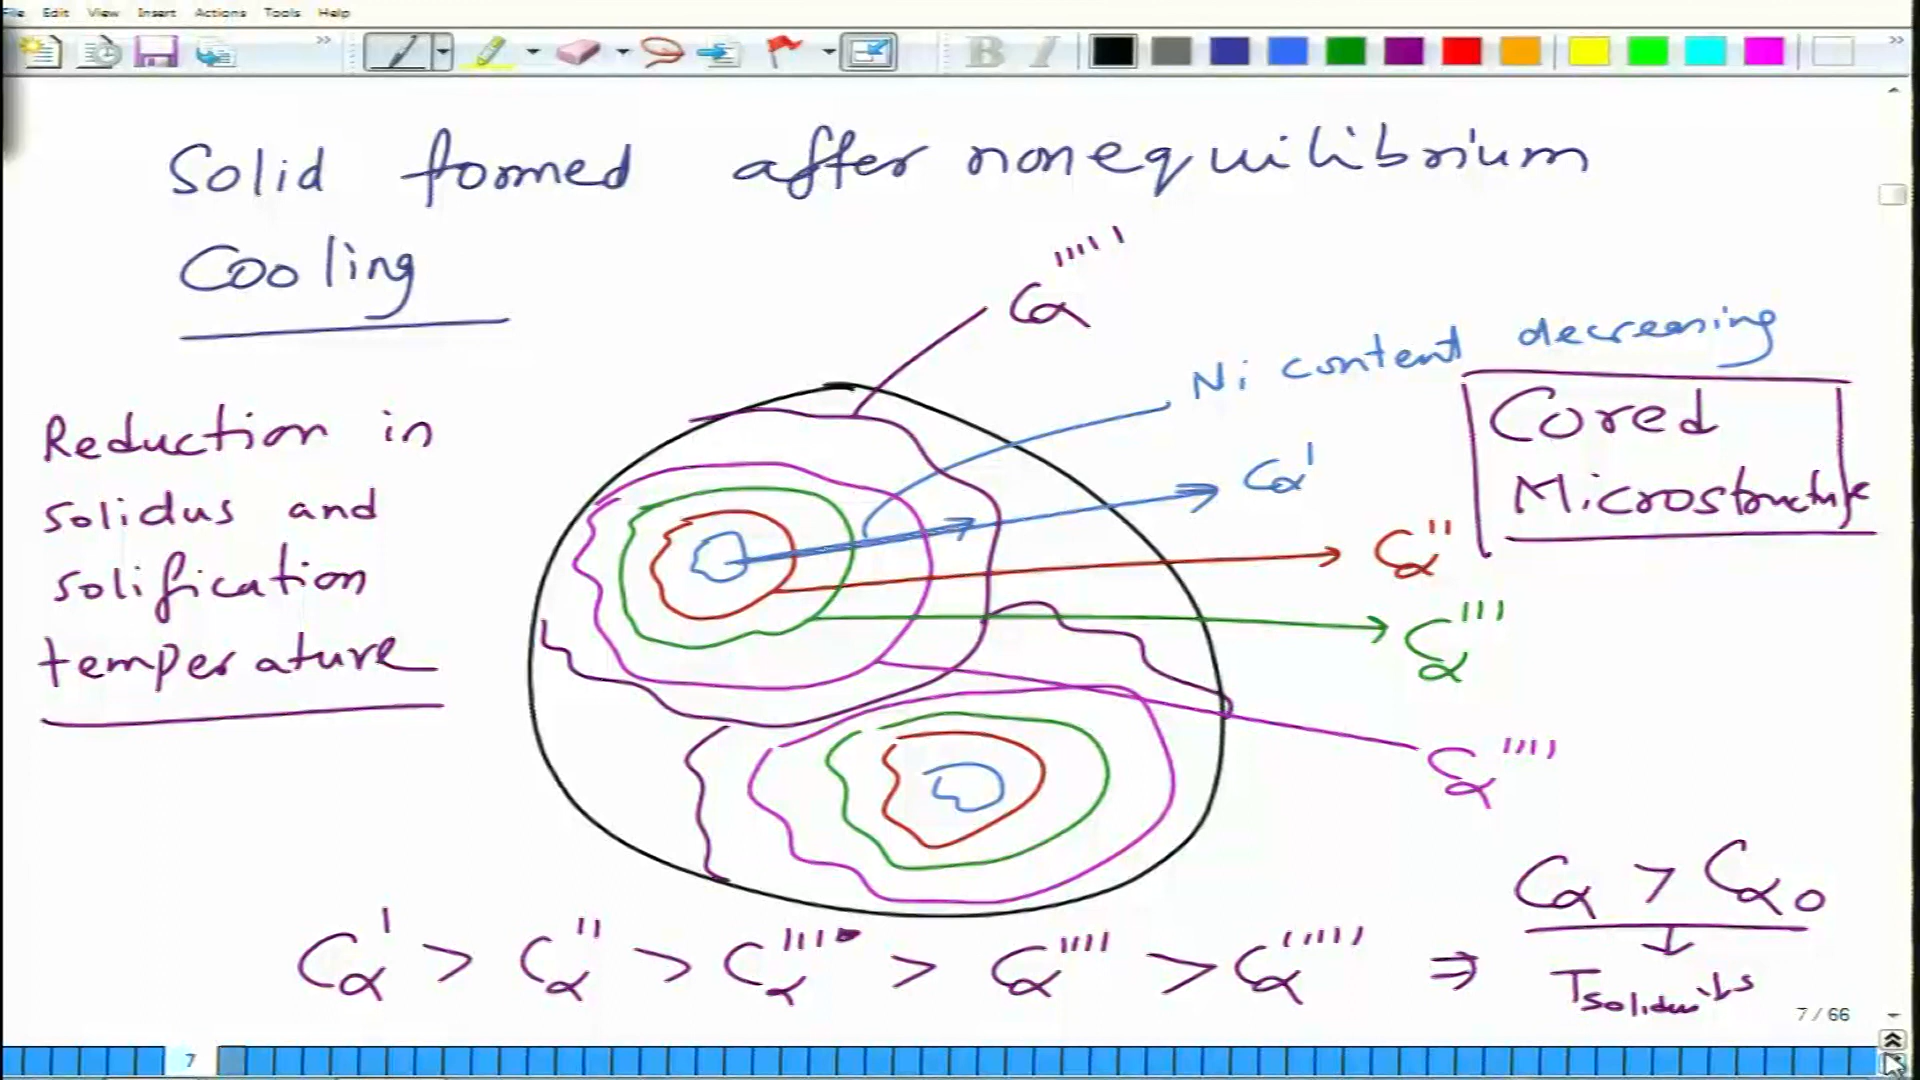 File Edit View Insert Actions Tools Help
B I
Solid formed after nonequilibrium
Cooling
Cα'''''
Ni content decreasing
Cored
Microstructure
Reduction in
solidus and
solification
temperature
Cα'
Cα''
Cα'''
Cα''''
Cα > Cα0
Cα' > Cα'' > Cα'''' > Cα'''' > Cα''''' ⇒
↓
7 / 66
7